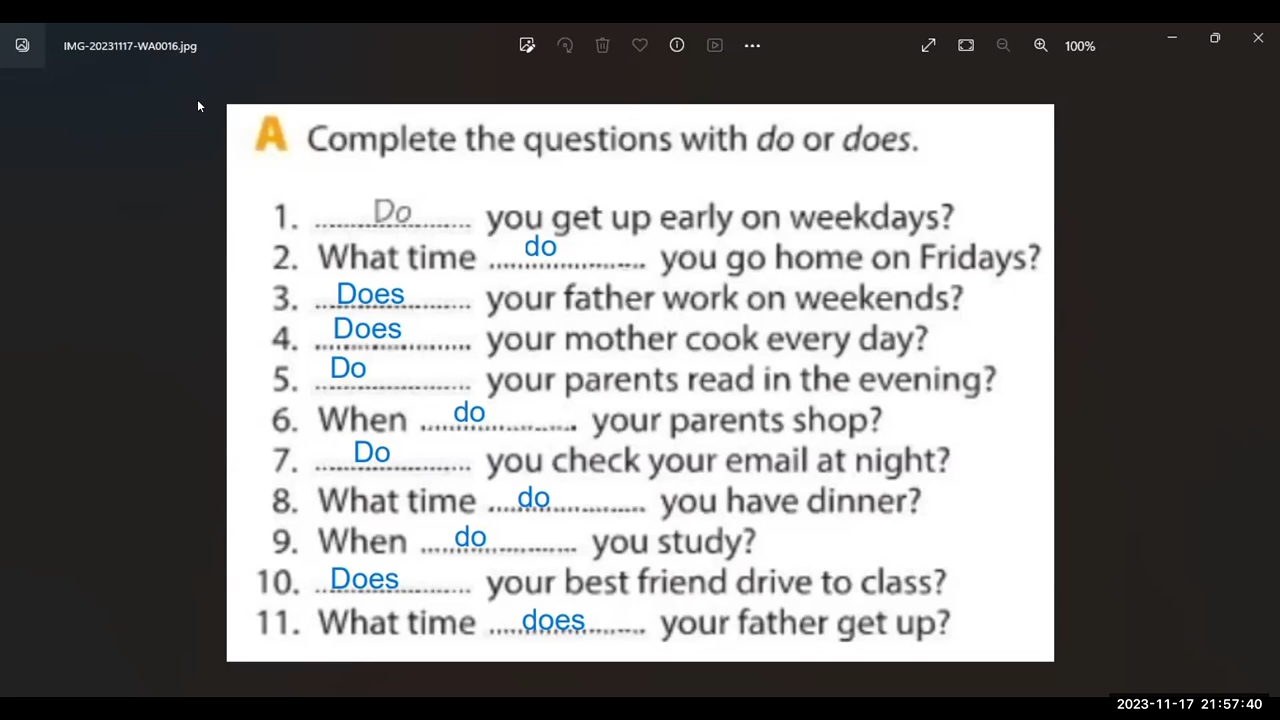 IMG-20231117-WA0016.jpg
100%
A Complete the questions with do or does.
1. Do you get up early on weekdays?
2. What time do you go home on Fridays?
3. Does your father work on weekends?
4. Does your mother cook every day?
5. Do your parents read in the evening?
6. When do your parents shop?
7. Do you check your email at night?
8. What time do you have dinner?
9. When do you study?
10. Does your best friend drive to class?
11. What time does your father get up?
2023-11-17 21:57:40